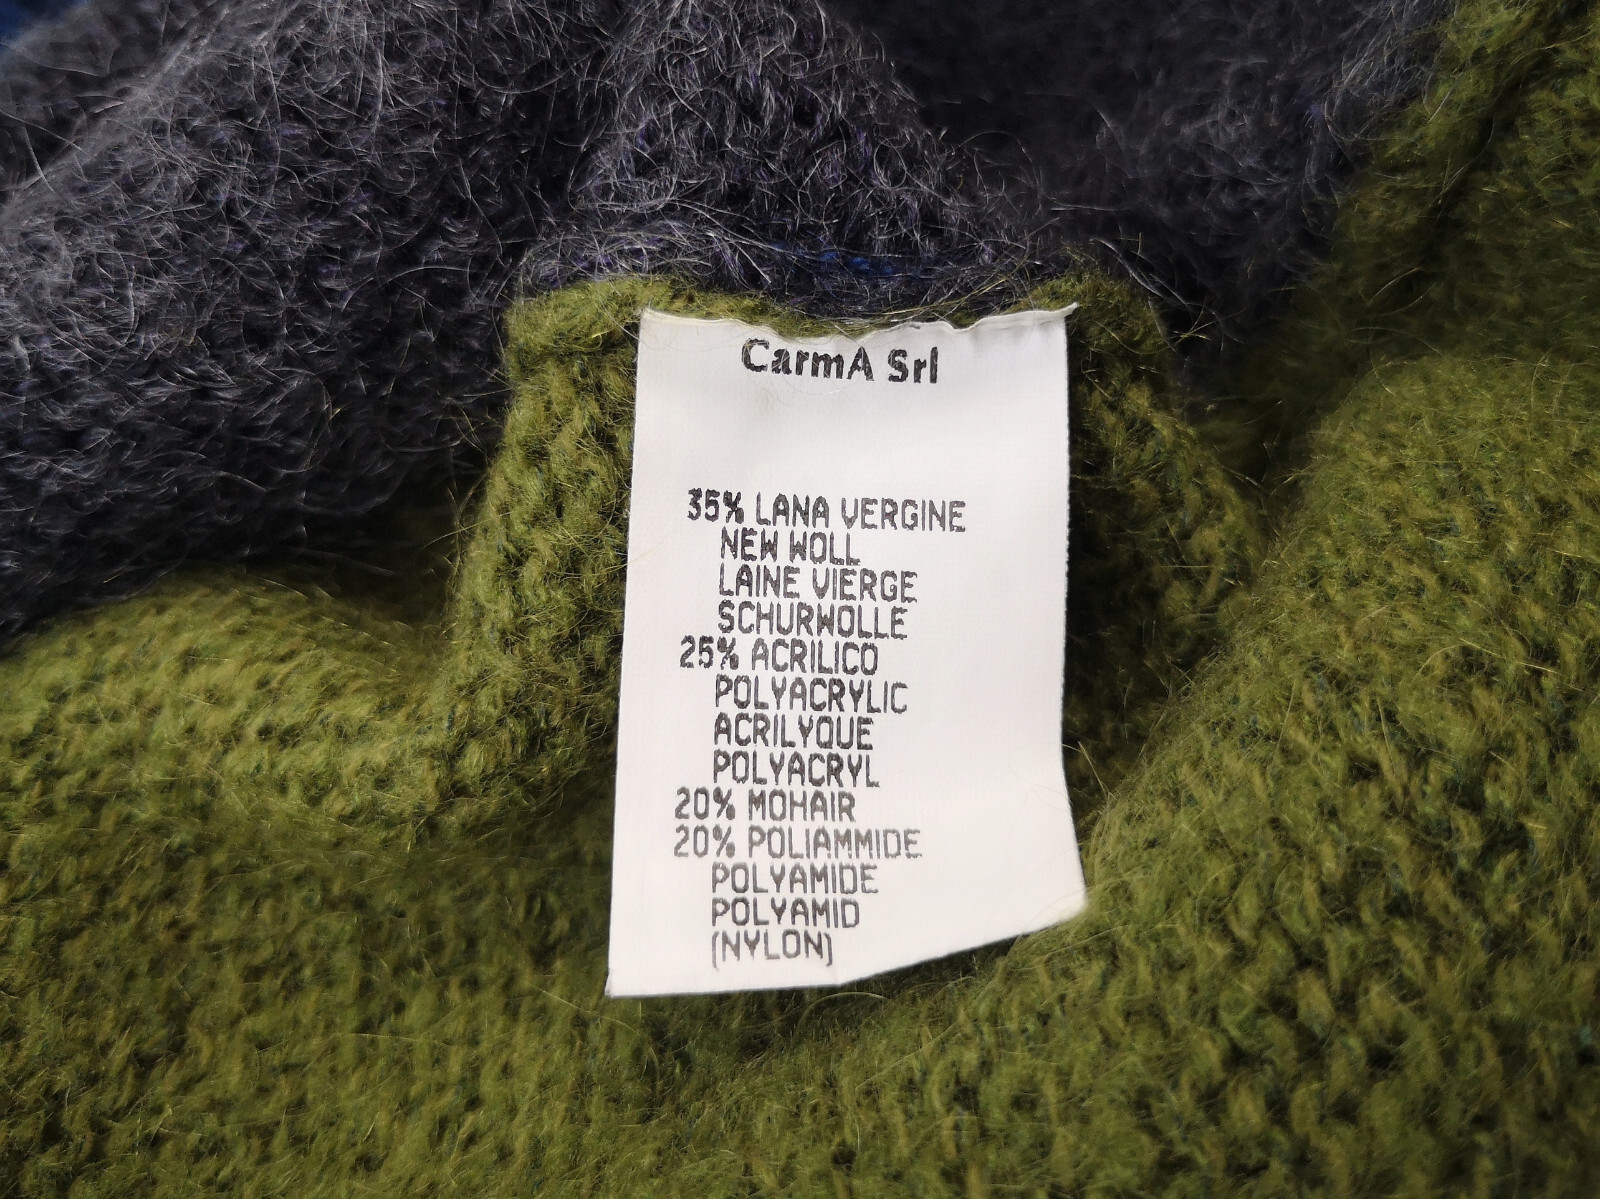 CarmA Srl
35% LANA VERGINE
NEW WOLL
LAINE VIERGE
SCHURWOLLE
25% ACRILICO
POLYACRYLIC
ACRILYQUE
POLYACRYL
20% MOHAIR
20% POLIAMMIDE
POLYAMIDE
POLYAMID
(NYLON)